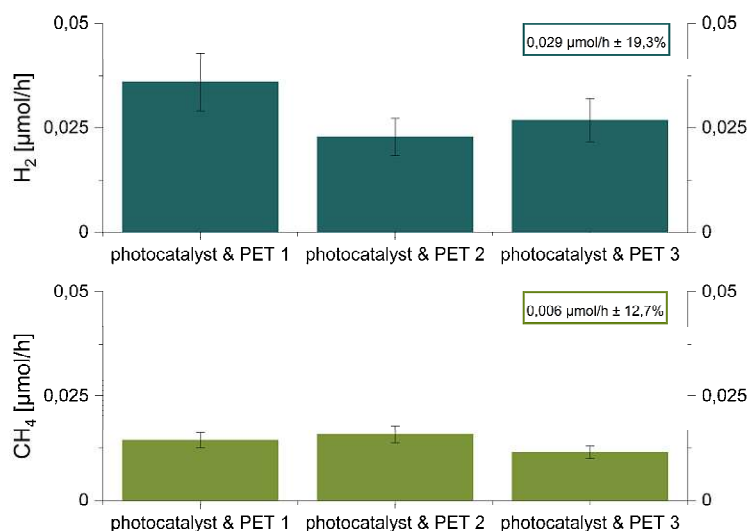 0,05
0,05
0,029 µmol/h ± 19,3%
H₂ [µmol/h]
0,025
0,025
0
0
photocatalyst & PET 1
photocatalyst & PET 2
photocatalyst & PET 3
0,05
0,05
0,006 µmol/h ± 12,7%
CH₄ [µmol/h]
0,025
0,025
0
0
photocatalyst & PET 1
photocatalyst & PET 2
photocatalyst & PET 3